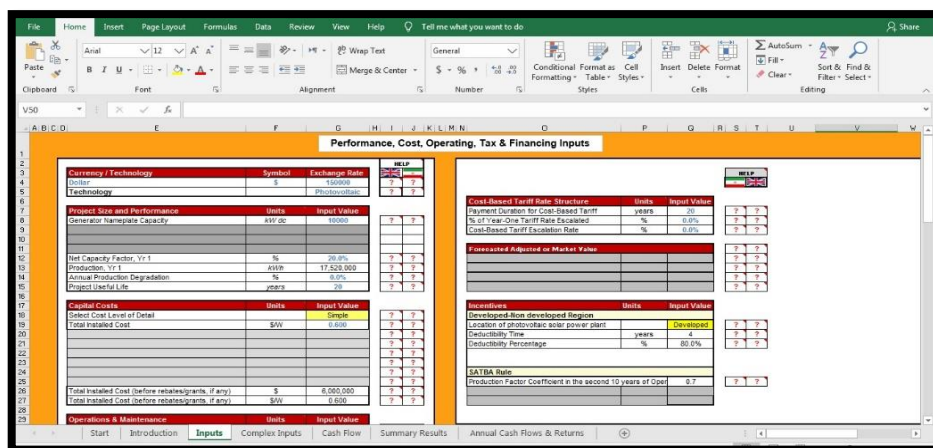 File Home Insert Page Layout Formulas Data Review View Help Tell me what you want to do Share
Paste
Arial 12
Wrap Text
General
Conditional Formatting Format as Table Cell Styles
Insert Delete Format
AutoSum
B I U
Merge & Center
$ % ,
Fill
Clear
Sort & Filter Find & Select
Clipboard Font Alignment Number Styles Cells Editing
V50 fx
A B C D E F G H I J K L M N O P Q R S T U V W
Performance, Cost, Operating, Tax & Financing Inputs
HELP
Currency / Technology Symbol Exchange Rate
Dollar $ 150000 ? ?
Technology Photovoltaic ? ?
Project Size and Performance Units Input Value
Generator Nameplate Capacity kW dc 10000 ? ?
Net Capacity Factor, Yr 1 % 20.0% ? ?
Production, Yr 1 kWh 17,520,000 ? ?
Annual Production Degradation % 0.0% ? ?
Project Useful Life years 20 ? ?
Capital Costs Units Input Value
Select Cost Level of Detail Simple ? ?
Total Installed Cost $/W 0.600 ? ?
Total Installed Cost (before rebates/grants, if any) $ 6,000,000 ? ?
Total Installed Cost (before rebates/grants, if any) $/W 0.600 ? ?
Operations & Maintenance Units Input Value
HELP
Cost-Based Tariff Rate Structure Units Input Value
Payment Duration for Cost-Based Tariff years 20 ? ?
% of Year-One Tariff Rate Escalated % 0.0% ? ?
Cost-Based Tariff Escalation Rate % 0.0% ? ?
Forecasted Adjusted or Market Value ? ?
Incentives Units Input Value
Developed-Non developed Region
Location of photovoltaic solar power plant Developed ? ?
Deductibility Time years 4 ? ?
Deductibility Percentage % 80.0% ? ?
SATBA Rule
Production Factor Coefficient in the second 10 years of Oper 0.7 ? ?
Start Introduction Inputs Complex Inputs Cash Flow Summary Results Annual Cash Flows & Returns